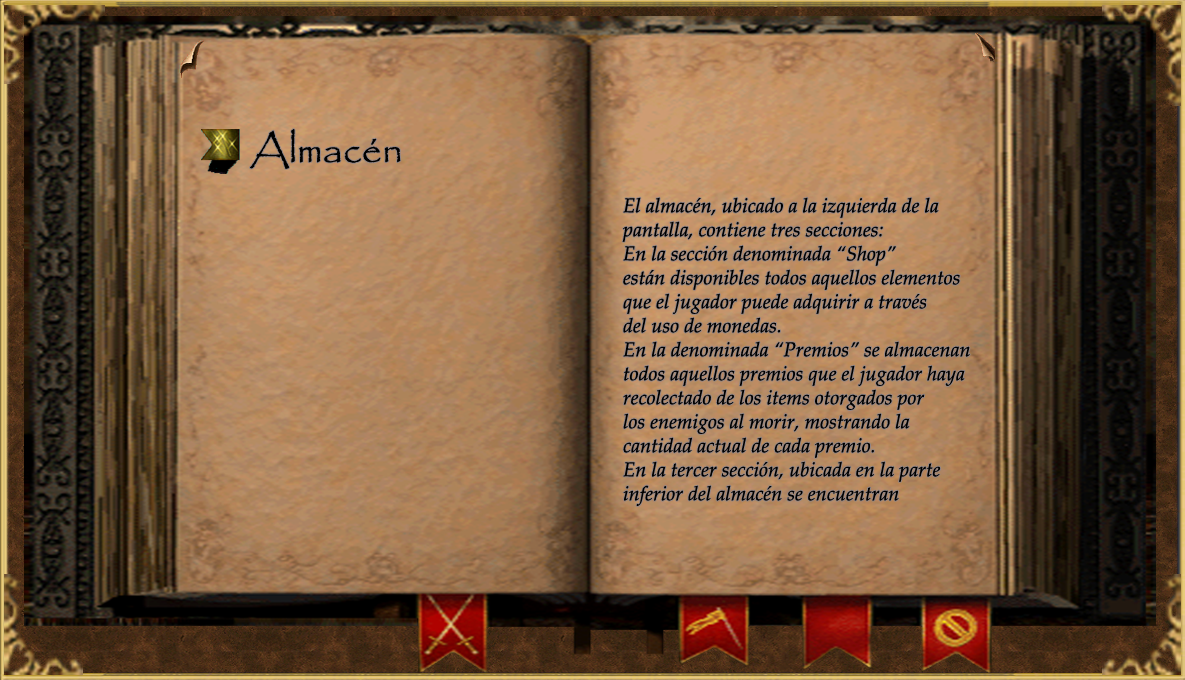 Almacén
El almacén, ubicado a la izquierda de la
pantalla, contiene tres secciones:
En la sección denominada “Shop”
están disponibles todos aquellos elementos
que el jugador puede adquirir a través
del uso de monedas.
En la denominada “Premios” se almacenan
todos aquellos premios que el jugador haya
recolectado de los items otorgados por
los enemigos al morir, mostrando la
cantidad actual de cada premio.
En la tercer sección, ubicada en la parte
inferior del almacén se encuentran